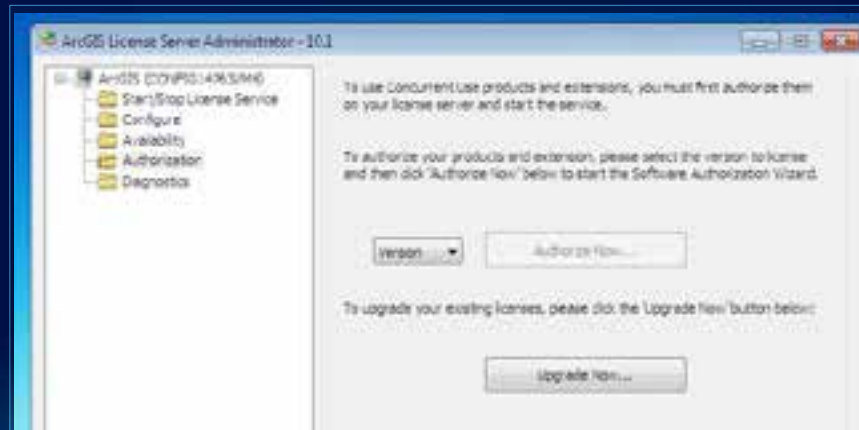 ArcGIS License Server Administrator - 10.1
ArcGIS
Start/Stop License Service
Configure
Availability
Authorization
Diagnostics
To use Concurrent Use products and extensions, you must first authorize them
on your license server and start the service.
To authorize your products and extension, please select the version to license
and then click 'Authorize Now' below to start the Software Authorization Wizard.
Version
Authorize Now...
To upgrade your existing licenses, please click the 'Upgrade Now' button below:
Upgrade Now...